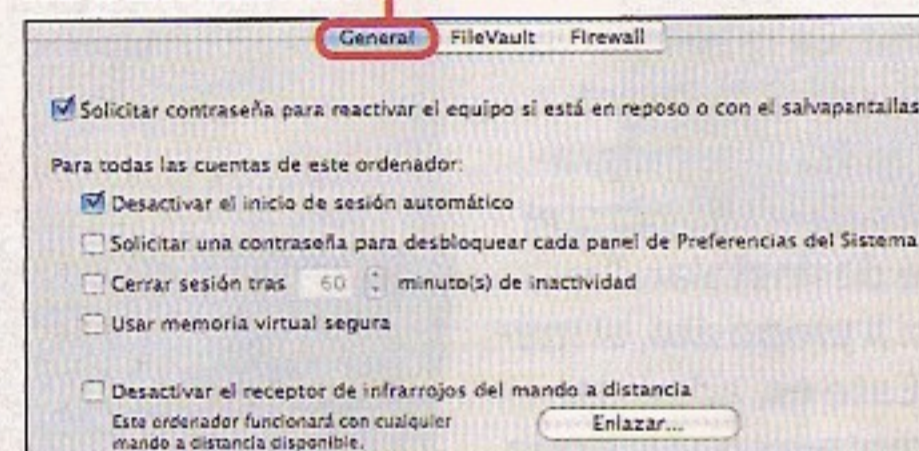 General FileVault Firewall
Solicitar contraseña para reactivar el equipo si está en reposo o con el salvapantallas
Para todas las cuentas de este ordenador:
Desactivar el inicio de sesión automático
Solicitar una contraseña para desbloquear cada panel de Preferencias del Sistema
Cerrar sesión tras 60 minuto(s) de inactividad
Usar memoria virtual segura
Desactivar el receptor de infrarrojos del mando a distancia
Este ordenador funcionará con cualquier
mando a distancia disponible.
Enlazar...